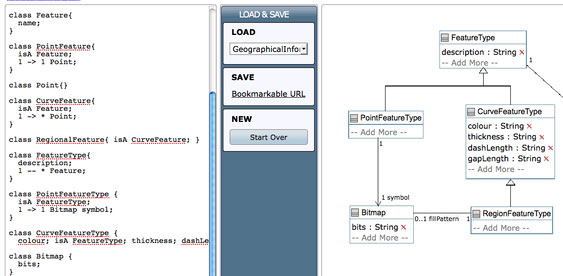 class Feature{
name;
}
class PointFeature{
isA Feature;
1 -> 1 Point;
}
class Point{}
class CurveFeature{
isA Feature;
1 -> * Point;
}
class RegionalFeature{ isA CurveFeature; }
class FeatureType{
description;
1 -- * Feature;
}
class PointFeatureType {
isA FeatureType;
1 -> 1 Bitmap symbol;
}
class CurveFeatureType {
colour; isA FeatureType; thickness; dashLe
class Bitmap {
bits;
}
LOAD & SAVE
LOAD
GeographicalInfo
SAVE
Bookmarkable URL
NEW
Start Over
FeatureType
description : String X
-- Add More --
1
PointFeatureType
-- Add More --
1
CurveFeatureType
colour : String X
thickness : String X
dashLength : String X
gapLength : String X
-- Add More --
1 symbol
Bitmap
bits : String X
-- Add More --
0..1 fillPattern
1
RegionFeatureType
-- Add More --